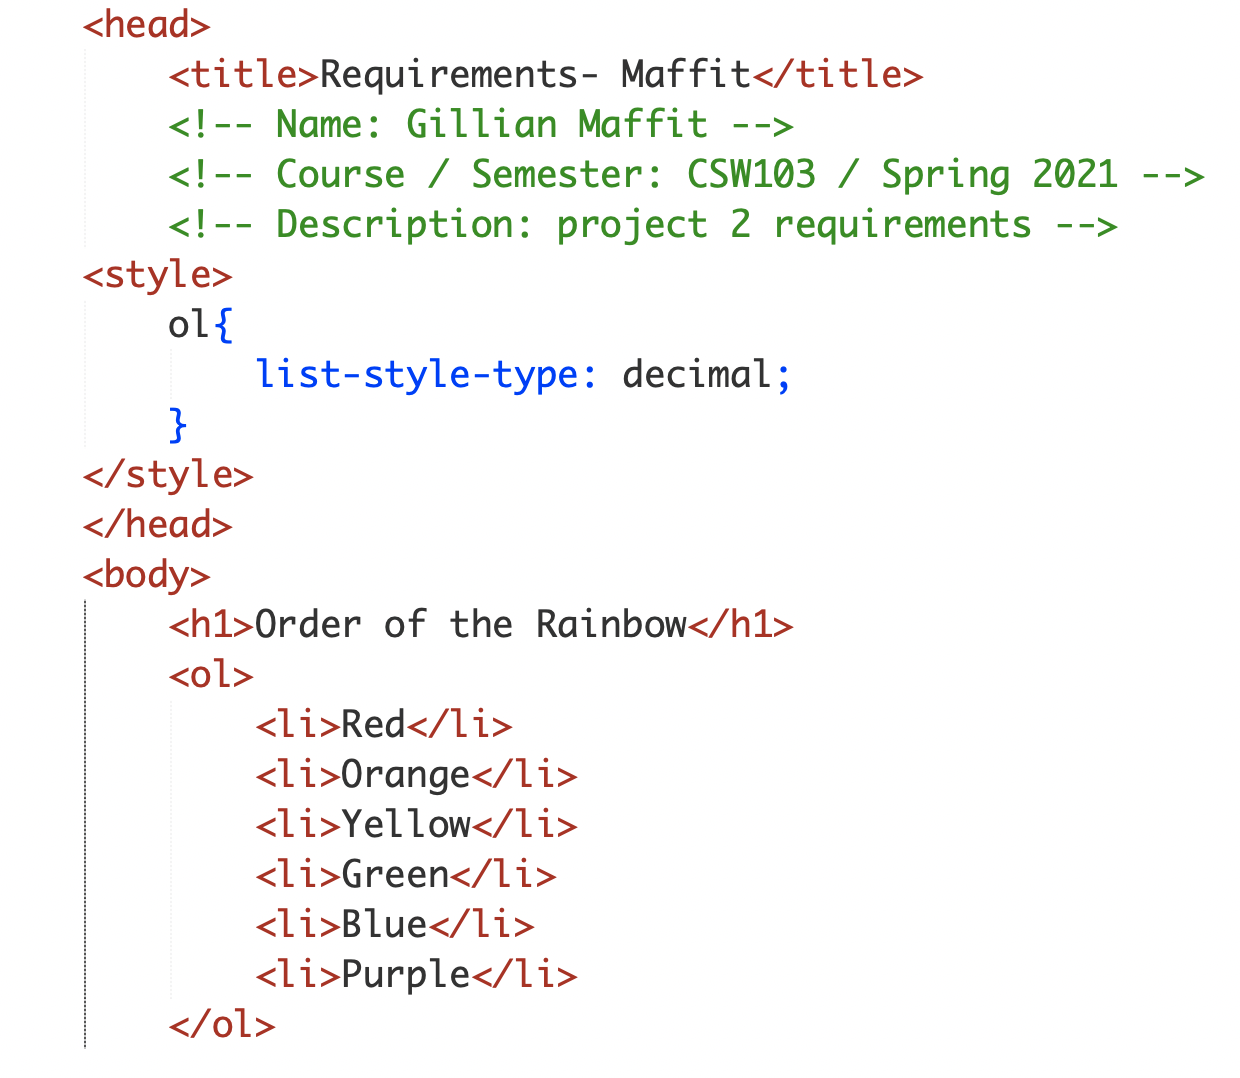 <head>
    <title>Requirements- Maffit</title>
    <!-- Name: Gillian Maffit -->
    <!-- Course / Semester: CSW103 / Spring 2021 -->
    <!-- Description: project 2 requirements -->
<style>
    ol{
        list-style-type: decimal;
    }
</style>
</head>
<body>
    <h1>Order of the Rainbow</h1>
    <ol>
        <li>Red</li>
        <li>Orange</li>
        <li>Yellow</li>
        <li>Green</li>
        <li>Blue</li>
        <li>Purple</li>
    </ol>